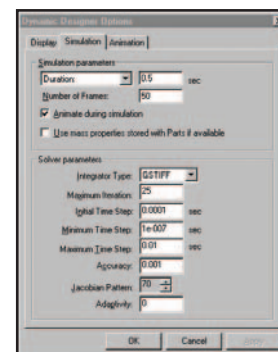 Dynamic Designer Options
Display Simulation Animation
Simulation parameters
Duration: 0.5 sec
Number of Frames: 50
Animate during simulation
Use mass properties stored with Parts if available
Solver parameters
Integrator Type: GSTIFF
Maximum Iteration: 25
Initial Time Step: 0.0001 sec
Minimum Time Step: 1e-007 sec
Maximum Time Step: 0.01 sec
Accuracy: 0.001
Jacobian Pattern: 70
Adaptivity: 0
OK Cancel Apply